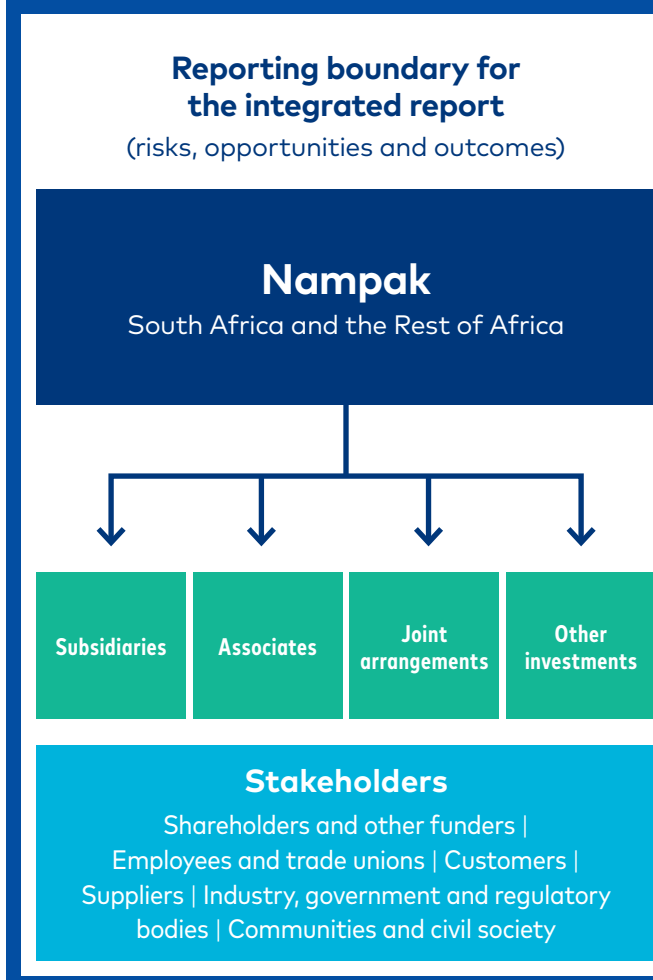 Reporting boundary for
the integrated report
(risks, opportunities and outcomes)
Nampak
South Africa and the Rest of Africa
Subsidiaries
Associates
Joint
arrangements
Other
investments
Stakeholders
Shareholders and other funders |
Employees and trade unions | Customers |
Suppliers | Industry, government and regulatory
bodies | Communities and civil society